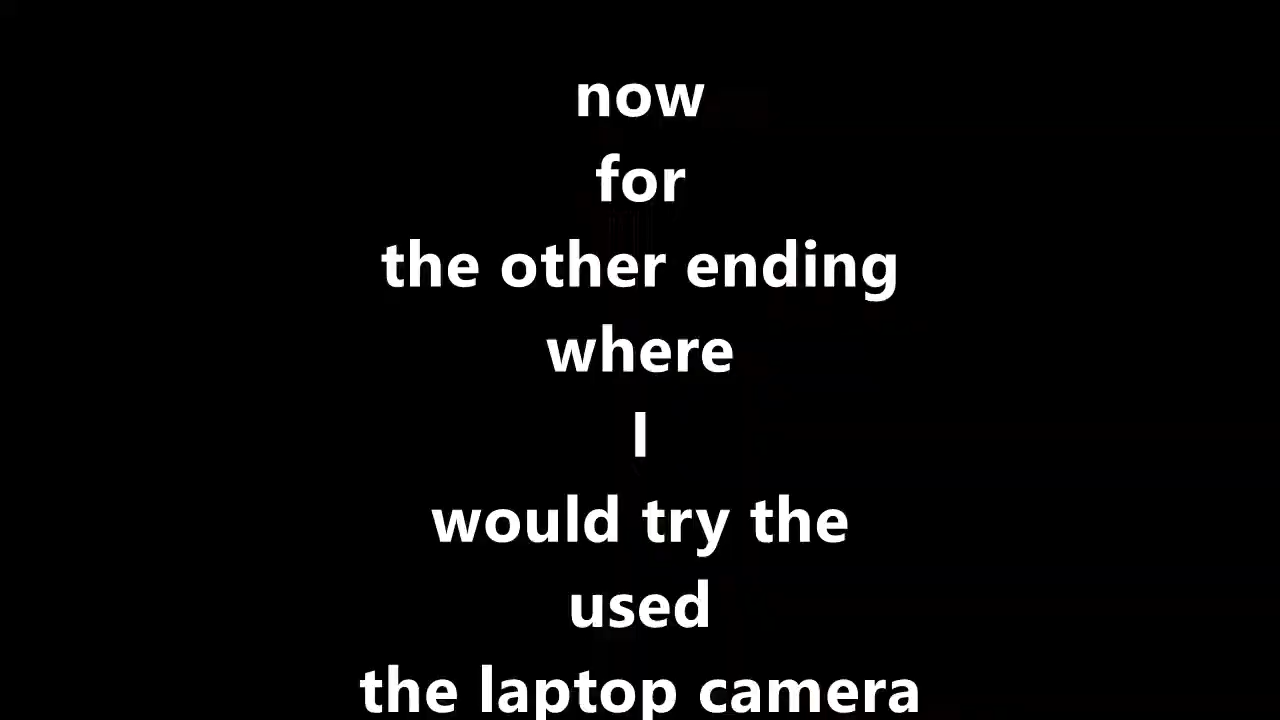 now
for
the other ending
where
I
would try the
used
the laptop camera